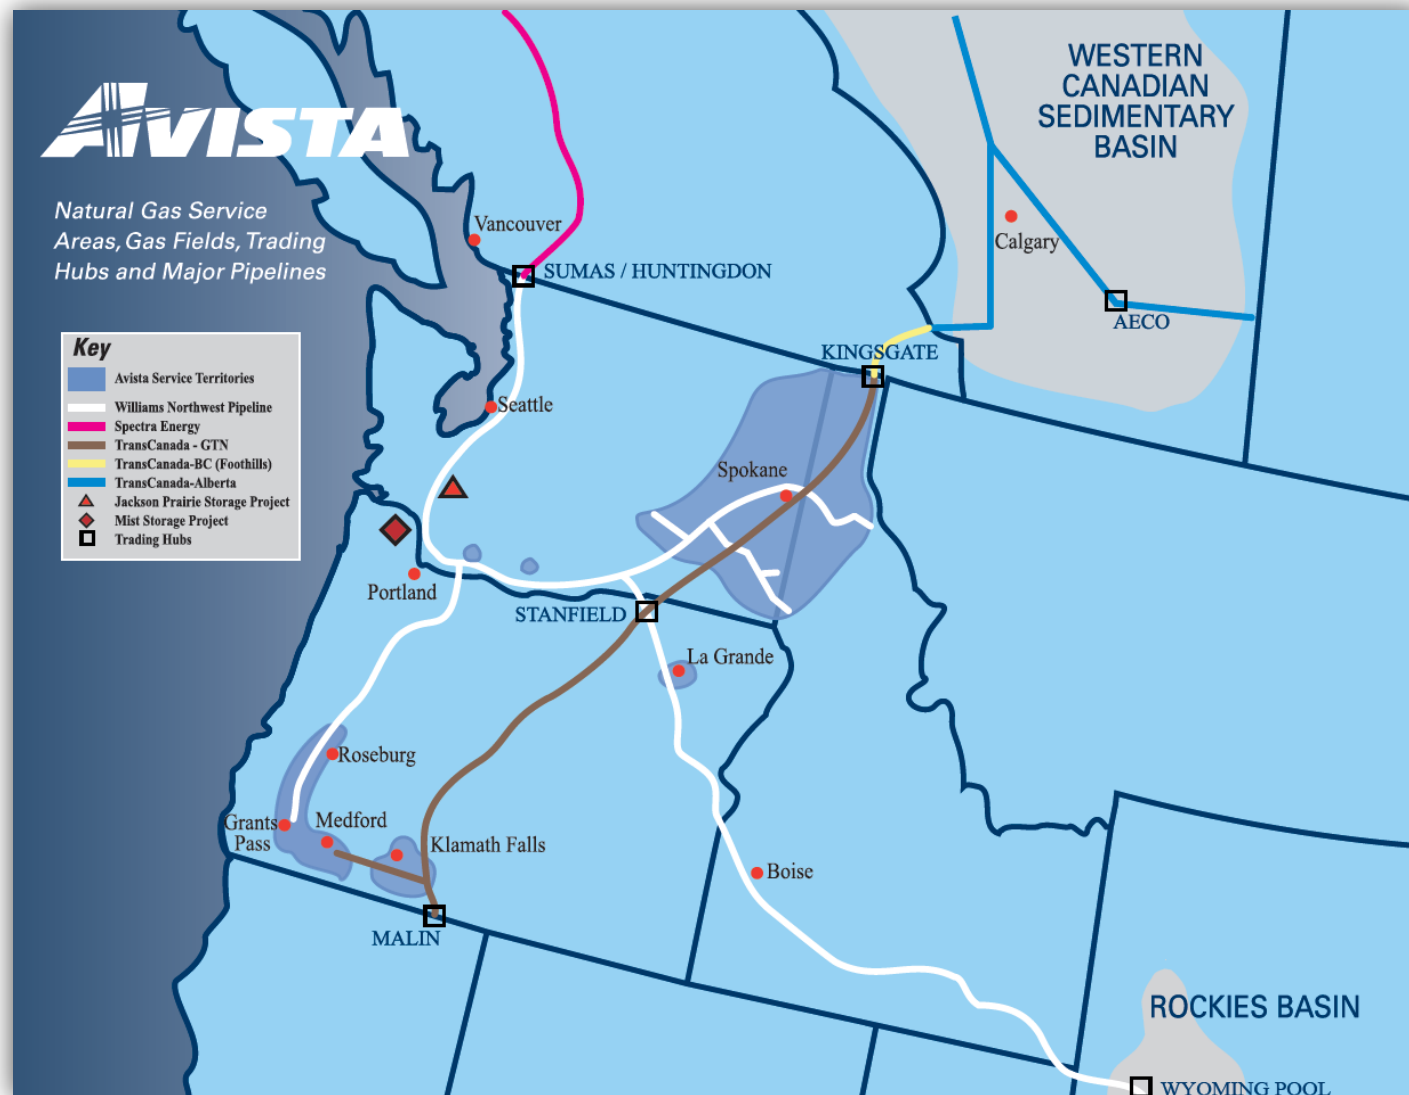 AVISTA
Natural Gas Service
Areas, Gas Fields, Trading
Hubs and Major Pipelines
Key
Avista Service Territories
Williams Northwest Pipeline
Spectra Energy
TransCanada - GTN
TransCanada-BC (Foothills)
TransCanada-Alberta
Jackson Prairie Storage Project
Mist Storage Project
Trading Hubs
WESTERN
CANADIAN
SEDIMENTARY
BASIN
Vancouver
Calgary
SUMAS / HUNTINGDON
AECO
KINGSGATE
Seattle
Spokane
Portland
STANFIELD
La Grande
Roseburg
Grants
Pass
Medford
Klamath Falls
Boise
MALIN
ROCKIES BASIN
WYOMING POOL